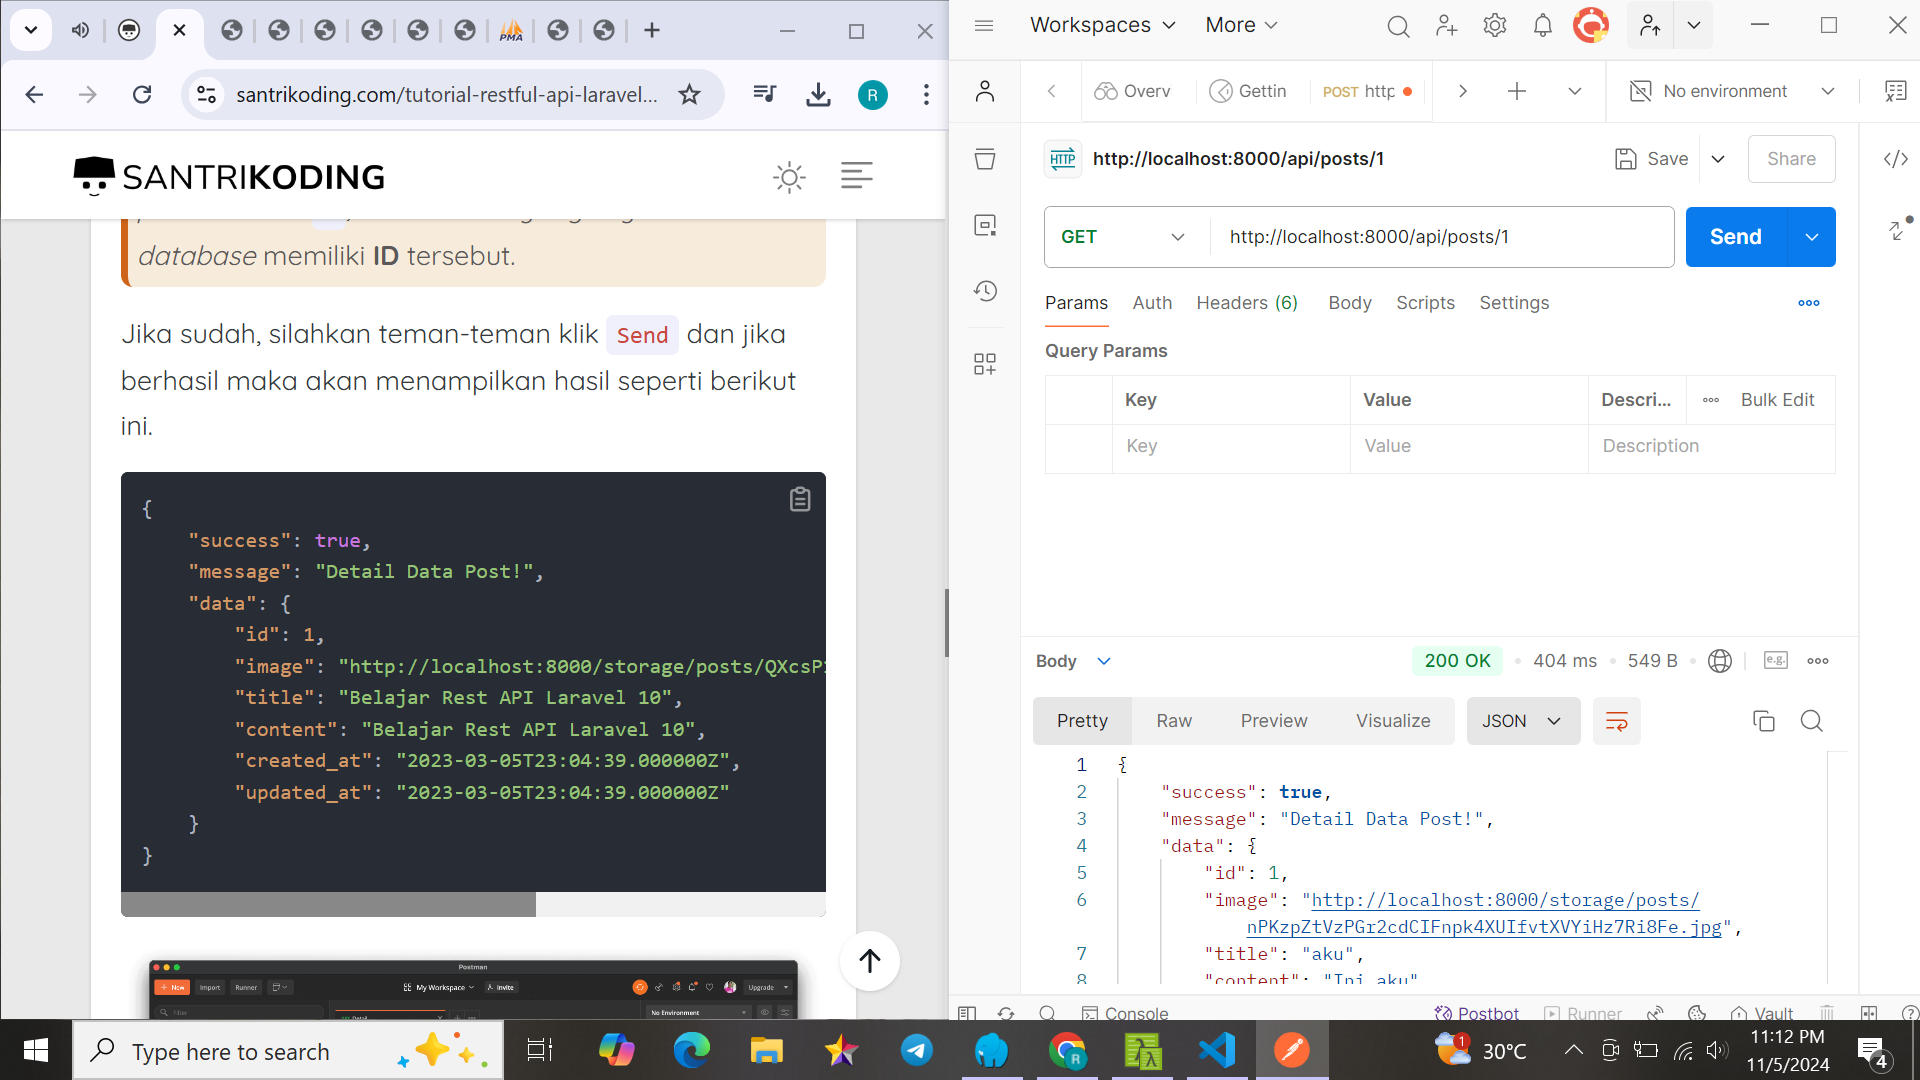 PMA
santrikoding.com/tutorial-restful-api-laravel...
R
SANTRIKODING
database memiliki ID tersebut.
Jika sudah, silahkan teman-teman klik Send dan jika
berhasil maka akan menampilkan hasil seperti berikut
ini.
{
"success": true,
"message": "Detail Data Post!",
"data": {
"id": 1,
"image": "http://localhost:8000/storage/posts/QXcsP
"title": "Belajar Rest API Laravel 10",
"content": "Belajar Rest API Laravel 10",
"created_at": "2023-03-05T23:04:39.000000Z",
"updated_at": "2023-03-05T23:04:39.000000Z"
}
}
Postman
New Import Runner My Workspace Invite Upgrade
Filter
No Environment
Workspaces More
Overv Gettin POST http No environment
HTTP http://localhost:8000/api/posts/1 Save Share
GET http://localhost:8000/api/posts/1 Send
Params Auth Headers (6) Body Scripts Settings
Query Params
Key Value Descri... Bulk Edit
Key Value Description
Body 200 OK 404 ms 549 B e.g.
Pretty Raw Preview Visualize JSON
1 {
2 "success": true,
3 "message": "Detail Data Post!",
4 "data": {
5 "id": 1,
6 "image": "http://localhost:8000/storage/posts/
nPKzpZtVzPGr2cdCIFnpk4XUIfvtXVYiHz7Ri8Fe.jpg",
7 "title": "aku",
8 "content": "Ini aku"
Console Postbot Runner Vault
Type here to search
R
1
30°C
11:12 PM
11/5/2024
4